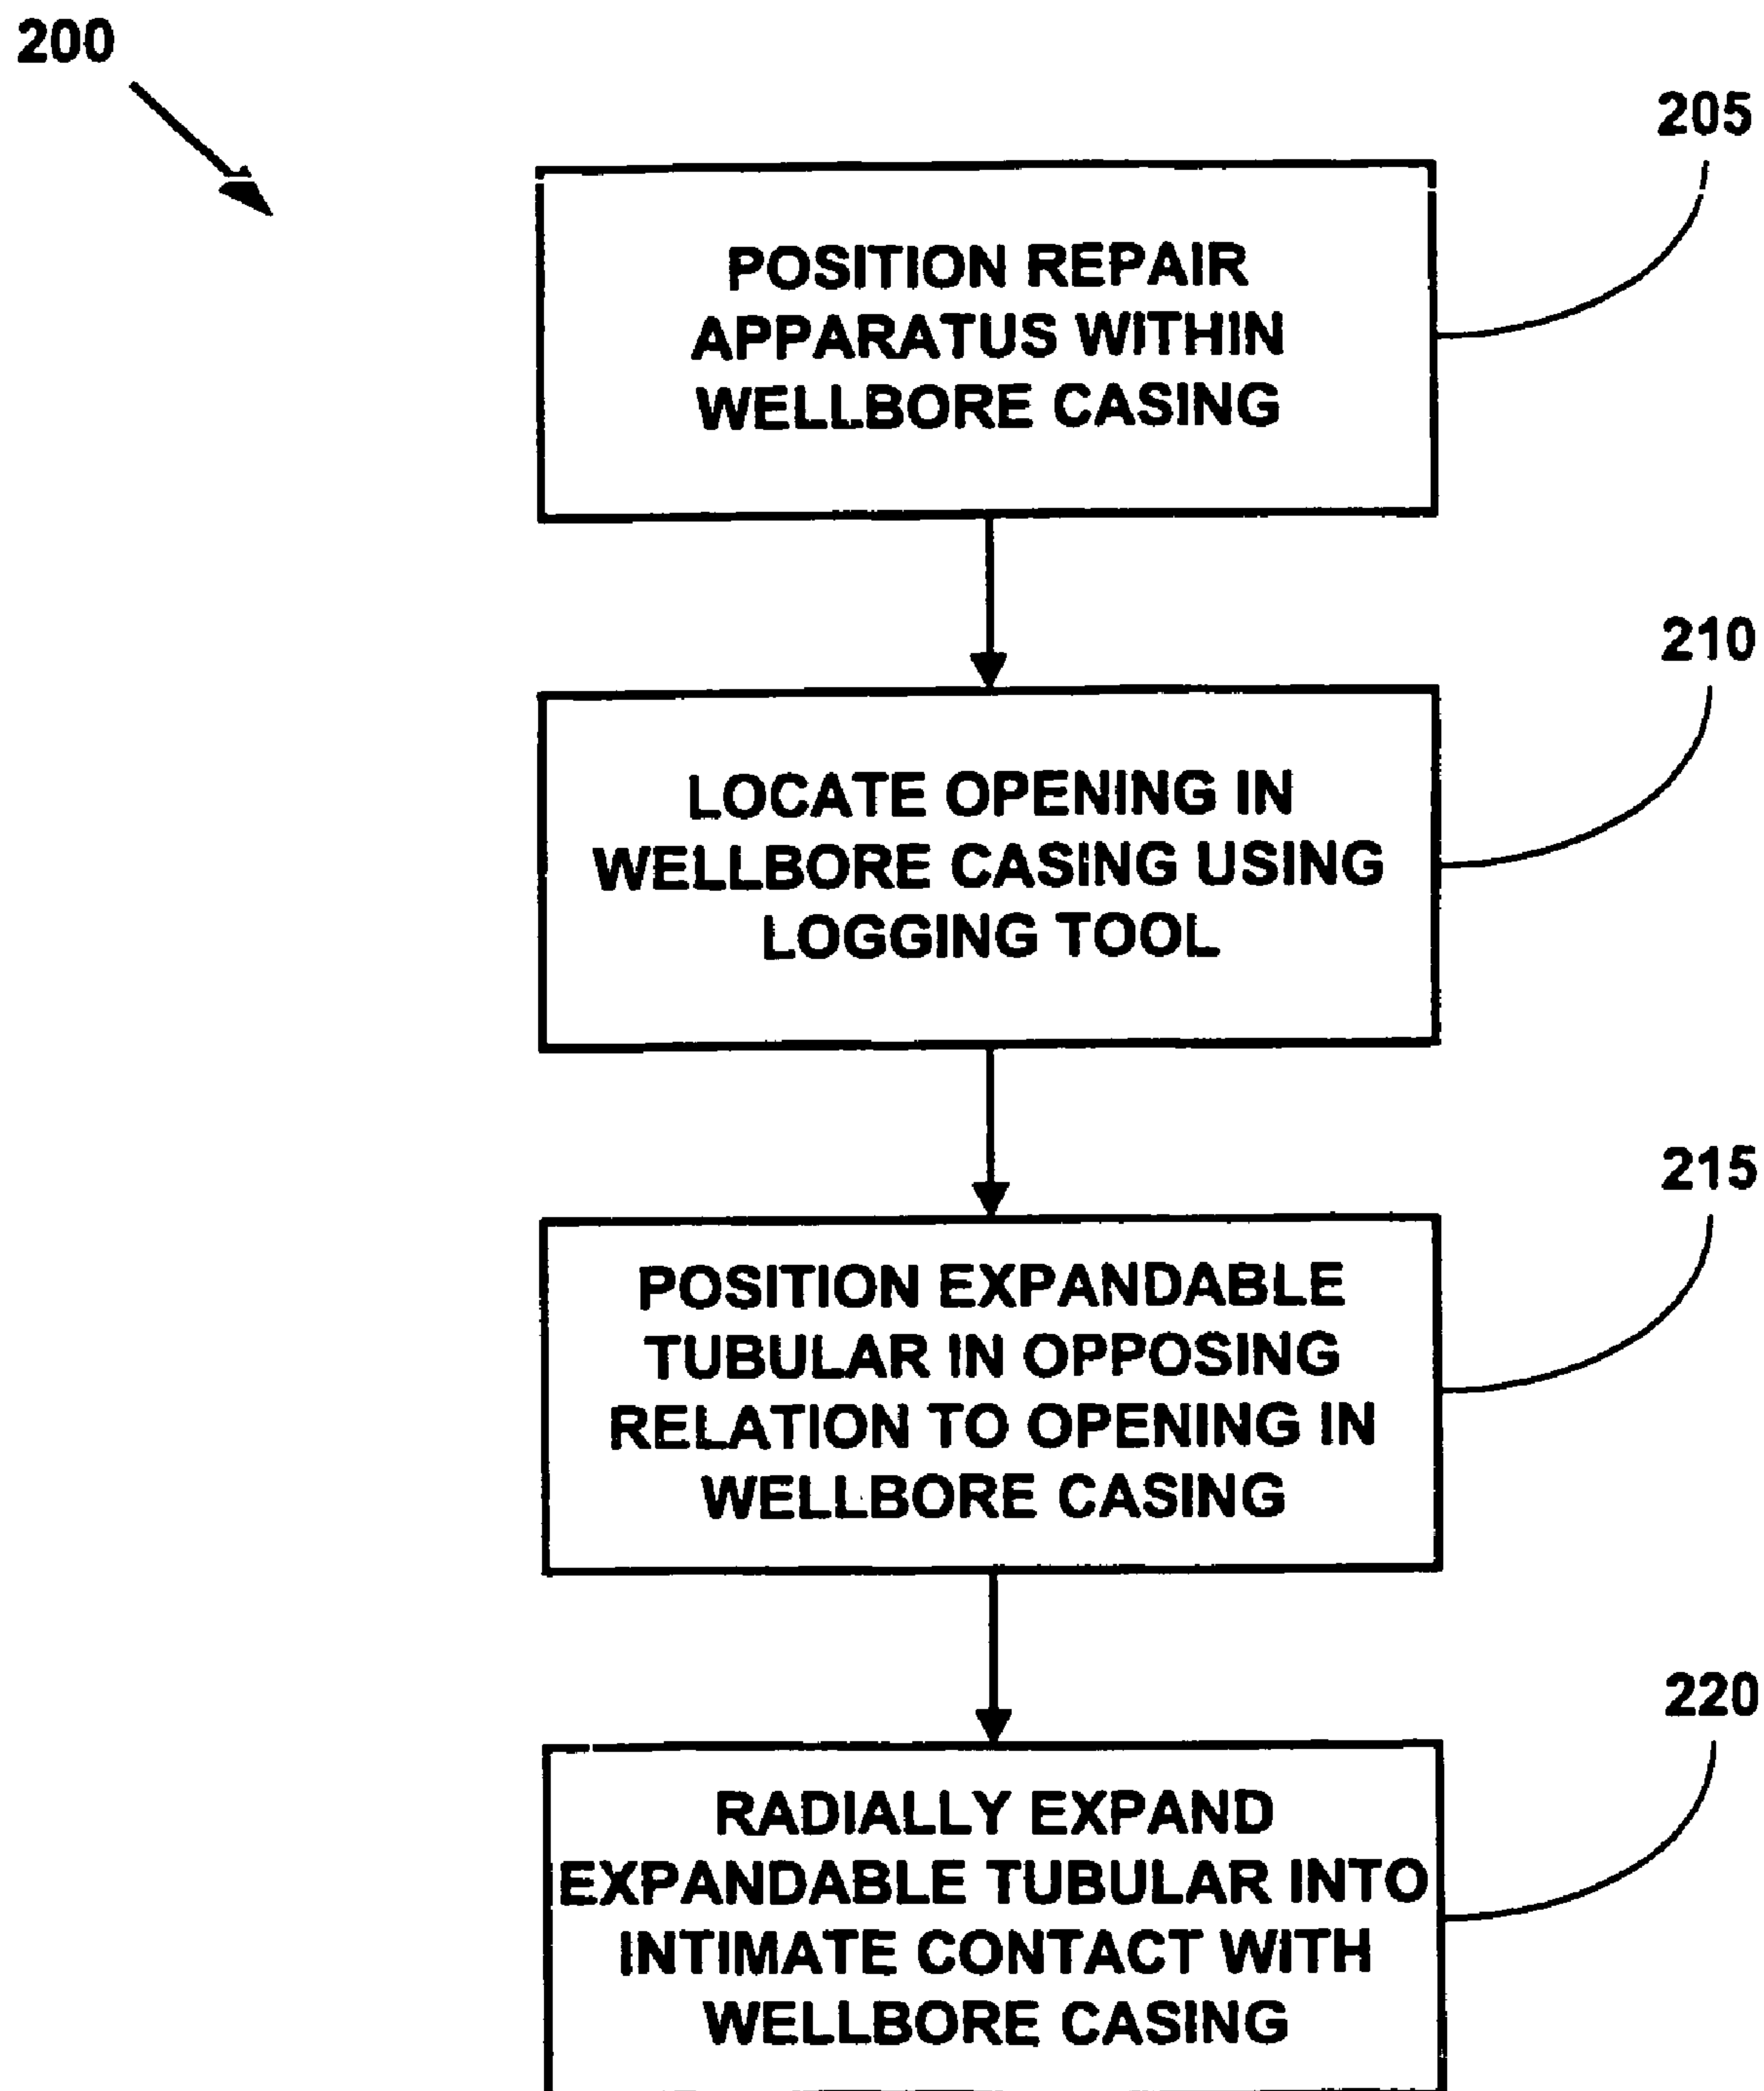 200
205
POSITION REPAIR
APPARATUS WITHIN
WELLBORE CASING
210
LOCATE OPENING IN
WELLBORE CASING USING
LOGGING TOOL
215
POSITION EXPANDABLE
TUBULAR IN OPPOSING
RELATION TO OPENING IN
WELLBORE CASING
220
RADIALLY EXPAND
EXPANDABLE TUBULAR INTO
INTIMATE CONTACT WITH
WELLBORE CASING